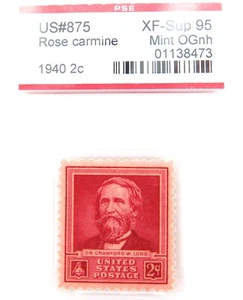 PSE
US#875 XF-Sup 95
Rose carmine Mint OGnh
01138473
1940 2c
DR. CRAWFORD W. LONG
UNITED STATES POSTAGE
2¢